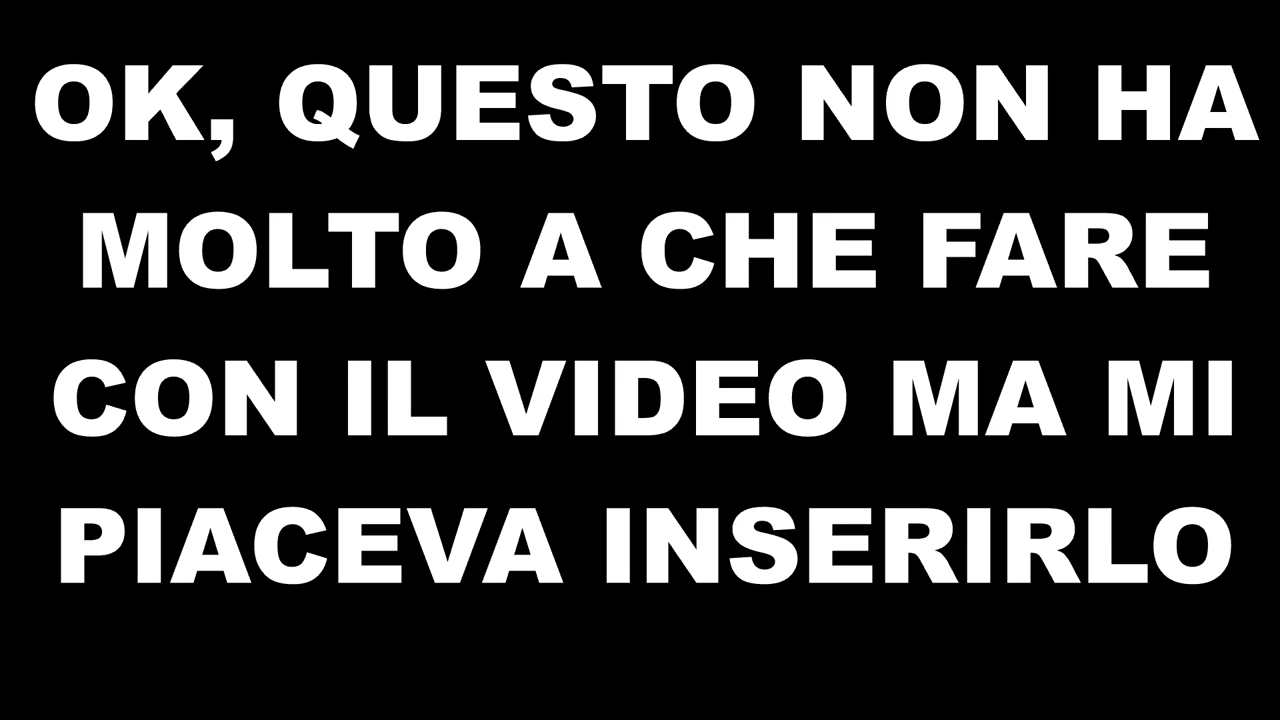 OK, QUESTO NON HA
MOLTO A CHE FARE
CON IL VIDEO MA MI
PIACEVA INSERIRLO